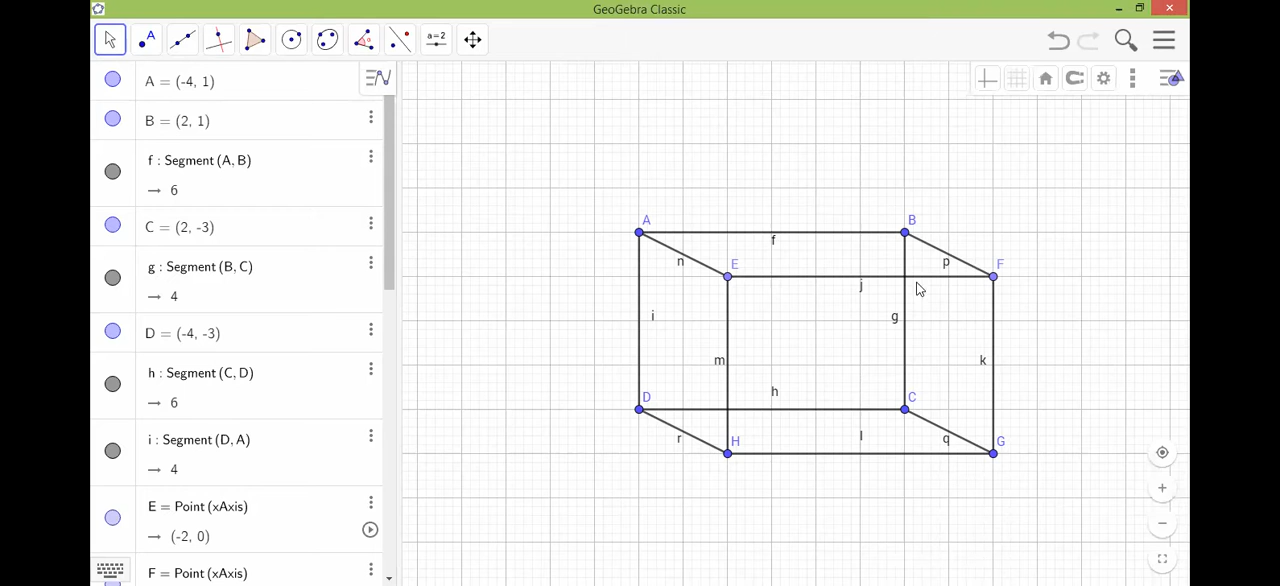 GeoGebra Classic
A
a=2
A = (-4, 1)
B = (2, 1)
f : Segment (A, B)
→ 6
C = (2, -3)
g : Segment (B, C)
→ 4
D = (-4, -3)
h : Segment (C, D)
→ 6
i : Segment (D, A)
→ 4
E = Point (xAxis)
→ (-2, 0)
F = Point (xAxis)
A B
f
n E p F
j
i g
m k
h
D C
r H l q G